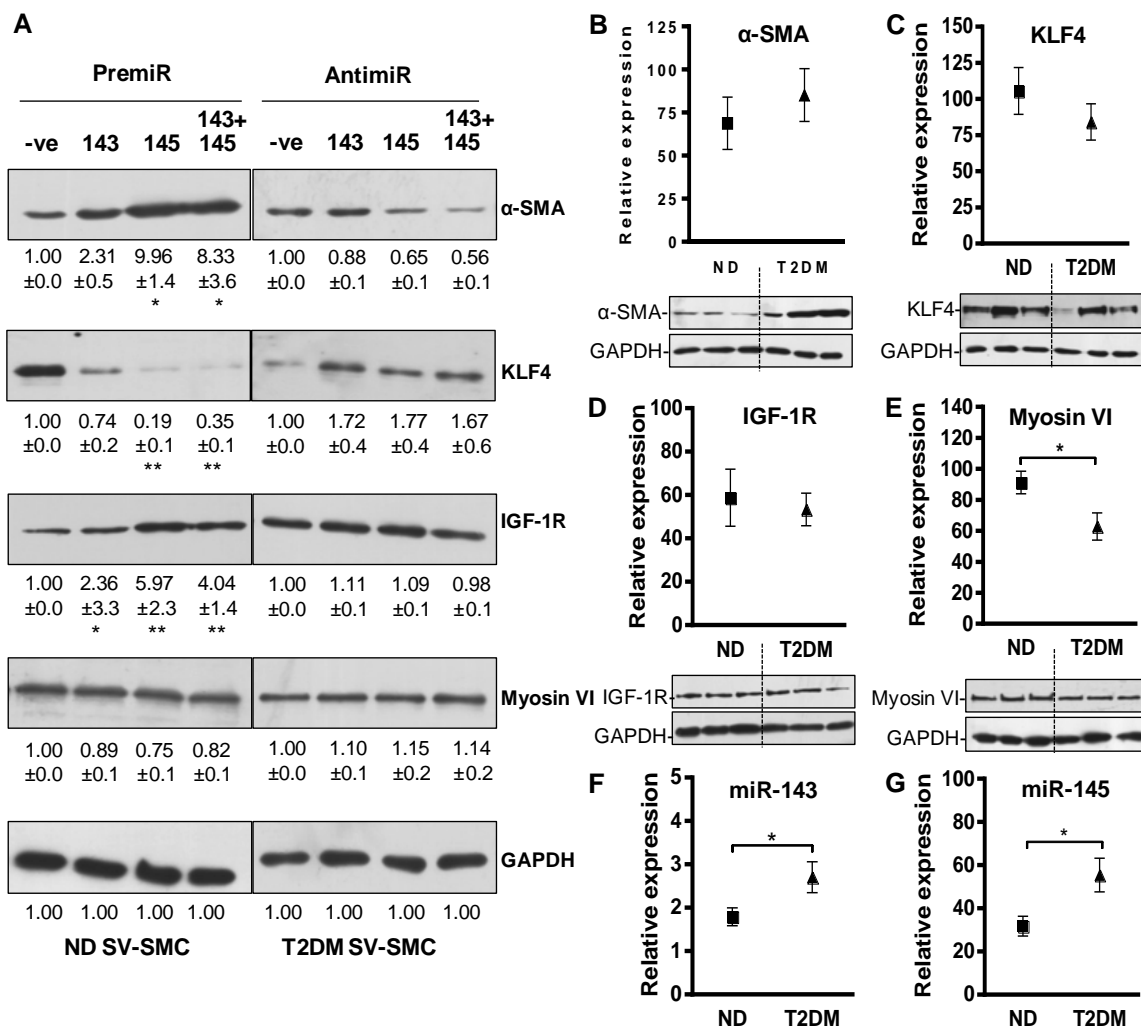 A
PremiR
AntimiR
-ve 143 145 143+ 145
-ve 143 145 143+ 145
α-SMA
1.00 2.31 9.96 8.33 1.00 0.88 0.65 0.56
±0.0 ±0.5 ±1.4 ±3.6 ±0.0 ±0.1 ±0.1 ±0.1
* *
KLF4
1.00 0.74 0.19 0.35 1.00 1.72 1.77 1.67
±0.0 ±0.2 ±0.1 ±0.1 ±0.0 ±0.4 ±0.4 ±0.6
** **
IGF-1R
1.00 2.36 5.97 4.04 1.00 1.11 1.09 0.98
±0.0 ±3.3 ±2.3 ±1.4 ±0.0 ±0.1 ±0.1 ±0.1
* ** **
Myosin VI
1.00 0.89 0.75 0.82 1.00 1.10 1.15 1.14
±0.0 ±0.1 ±0.1 ±0.1 ±0.0 ±0.1 ±0.2 ±0.2
GAPDH
1.00 1.00 1.00 1.00 1.00 1.00 1.00 1.00
ND SV-SMC T2DM SV-SMC
B
α-SMA
Relative expression
125
100
75
50
25
0
ND T2DM
α-SMA-
GAPDH-
C
KLF4
Relative expression
150
125
100
75
50
25
0
ND T2DM
KLF4-
GAPDH-
D
IGF-1R
Relative expression
100
80
60
40
20
0
ND T2DM
IGF-1R-
GAPDH-
E
Myosin VI
Relative expression
140
120
100
80
60
40
20
0
*
ND T2DM
Myosin VI-
GAPDH-
F
miR-143
Relative expression
5
4
3
2
1
0
*
ND T2DM
G
miR-145
Relative expression
100
80
60
40
20
0
*
ND T2DM